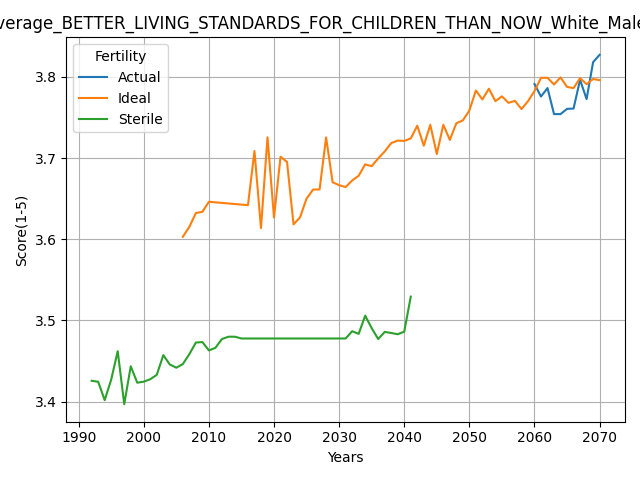 verage_BETTER_LIVING_STANDARDS_FOR_CHILDREN_THAN_NOW_White_Male
Fertility
Actual
Ideal
Sterile
Score(1-5)
3.8
3.7
3.6
3.5
3.4
1990 2000 2010 2020 2030 2040 2050 2060 2070
Years